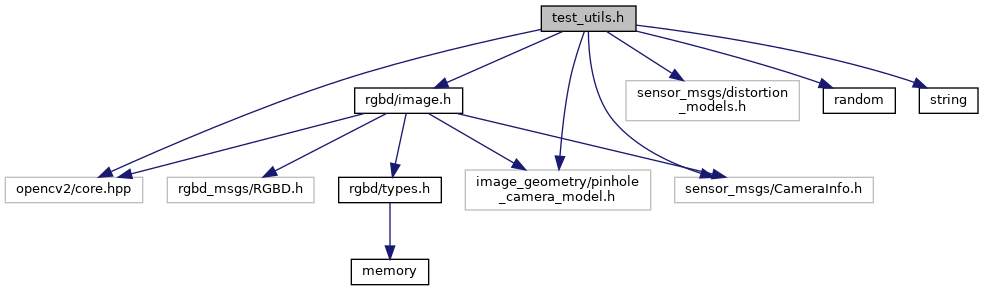 test_utils.h
rgbd/image.h
sensor_msgs/distortion
_models.h
random
string
opencv2/core.hpp
rgbd_msgs/RGBD.h
rgbd/types.h
image_geometry/pinhole
_camera_model.h
sensor_msgs/CameraInfo.h
memory